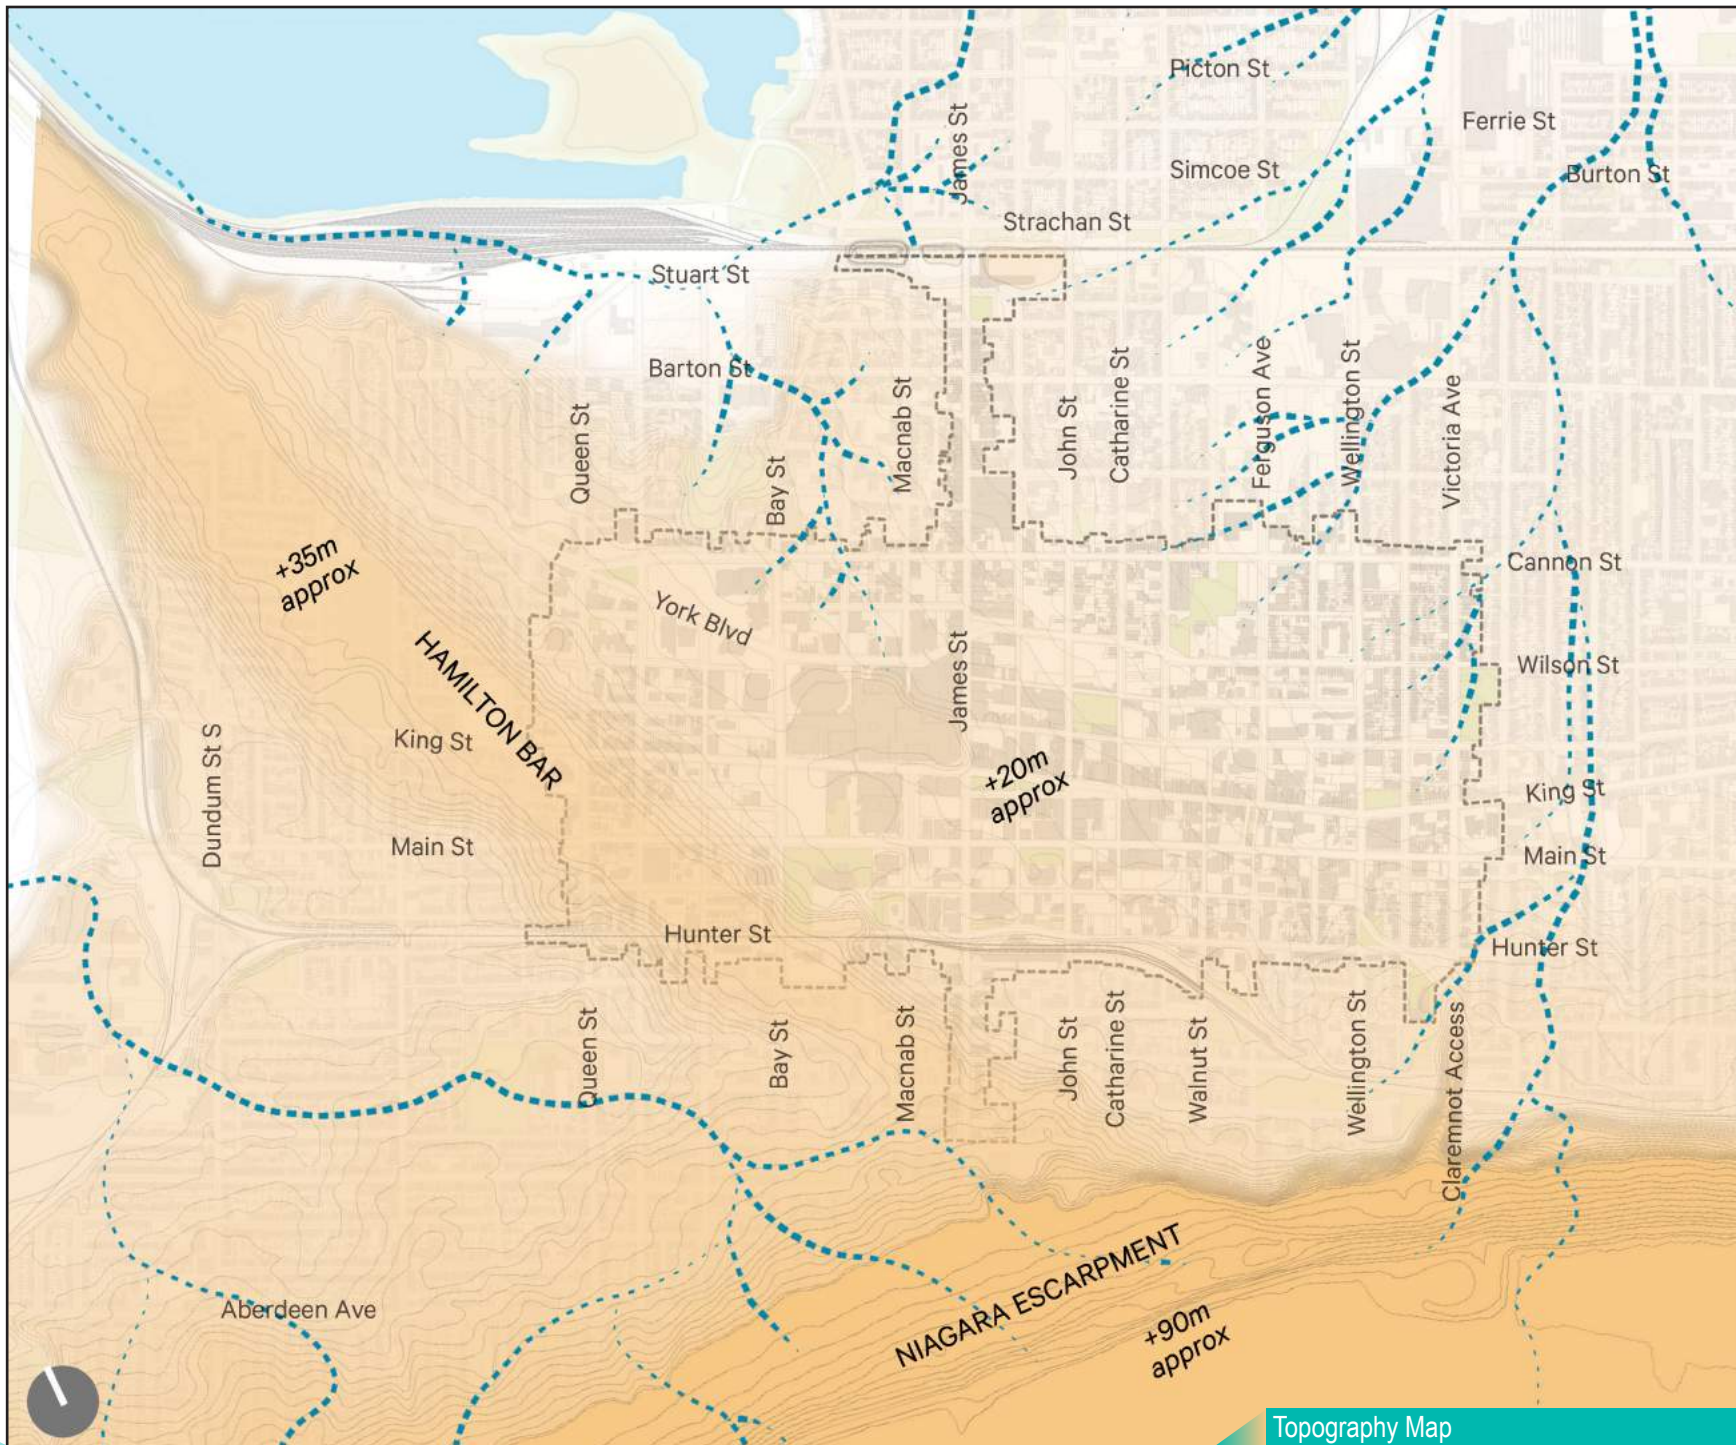 Picton St
Ferrie St
James St
Simcoe St
Burton St
Strachan St
Stuart St
Barton St
Queen St
Bay St
Macnab St
John St
Catharine St
Ferguson Ave
Wellington St
Victoria Ave
+35m
approx
York Blvd
Cannon St
HAMILTON BAR
James St
Wilson St
Dundum St S
King St
+20m
approx
King St
Main St
Main St
Hunter St
Hunter St
Queen St
Bay St
Macnab St
John St
Catharine St
Walnut St
Wellington St
Claremnot Access
Aberdeen Ave
NIAGARA ESCARPMENT
+90m
approx
Topography Map